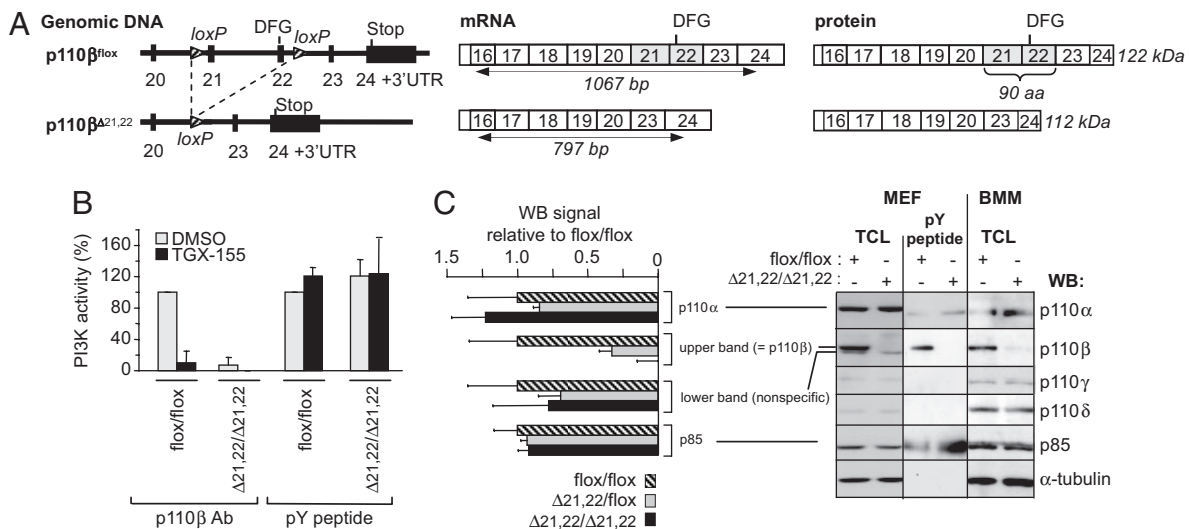 A
Genomic DNA
p110βflox
loxP
DFG
loxP
Stop
20 21 22 23 24 +3'UTR
p110βΔ21,22
loxP
Stop
20 23 24 +3'UTR
mRNA
DFG
16 17 18 19 20 21 22 23 24
1067 bp
16 17 18 19 20 23 24
797 bp
protein
DFG
16 17 18 19 20 21 22 23 24 122 kDa
90 aa
16 17 18 19 20 23 24 112 kDa
B
PI3K activity (%)
160
120
80
40
0
DMSO
TGX-155
flox/flox
Δ21,22/Δ21,22
flox/flox
Δ21,22/Δ21,22
p110β Ab
pY peptide
C
WB signal
relative to flox/flox
1.5 1.0 0.5 0
p110α
upper band (= p110β)
lower band (nonspecific)
p85
flox/flox
Δ21,22/flox
Δ21,22/Δ21,22
MEF
BMM
TCL
pY
peptide
TCL
flox/flox : + - + - + -
Δ21,22/Δ21,22 : - + - + - +
WB:
p110α
p110β
p110γ
p110δ
p85
α-tubulin